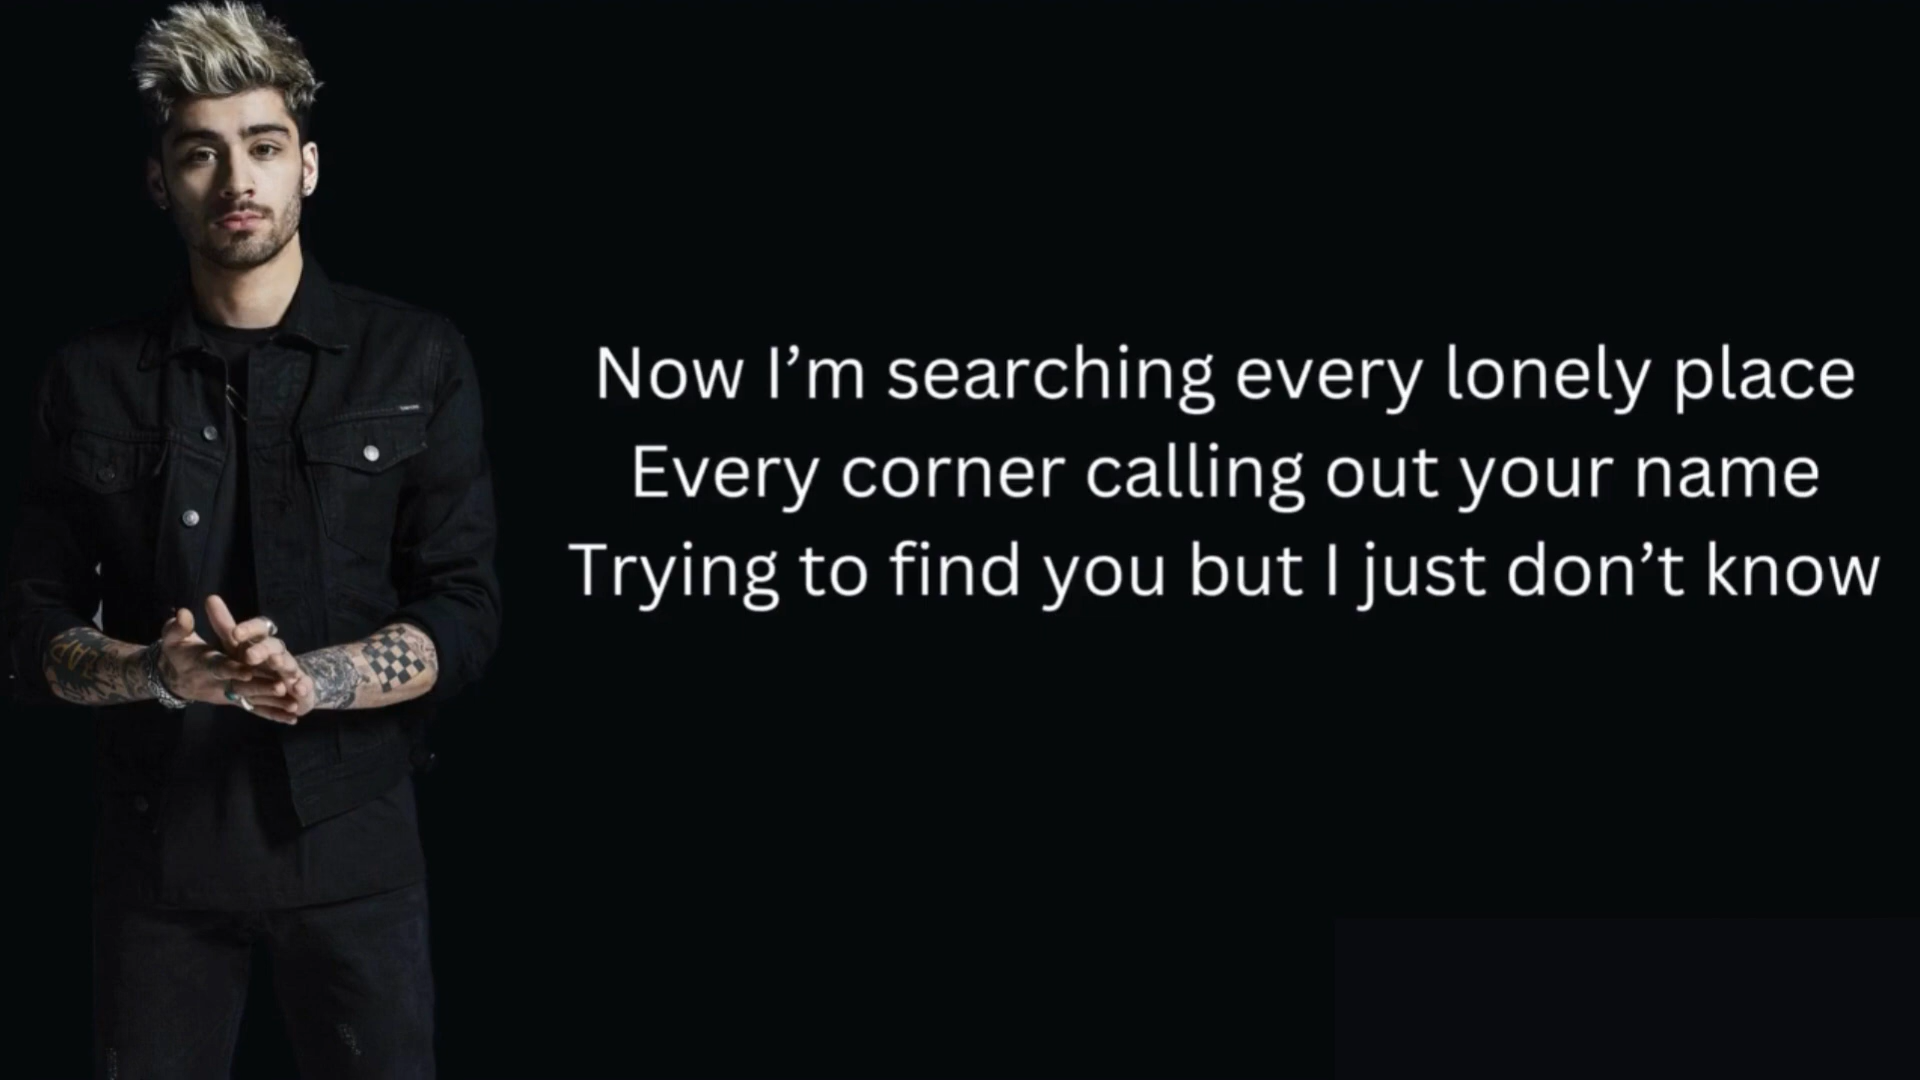 Now I’m searching every lonely place
Every corner calling out your name
Trying to find you but I just don’t know